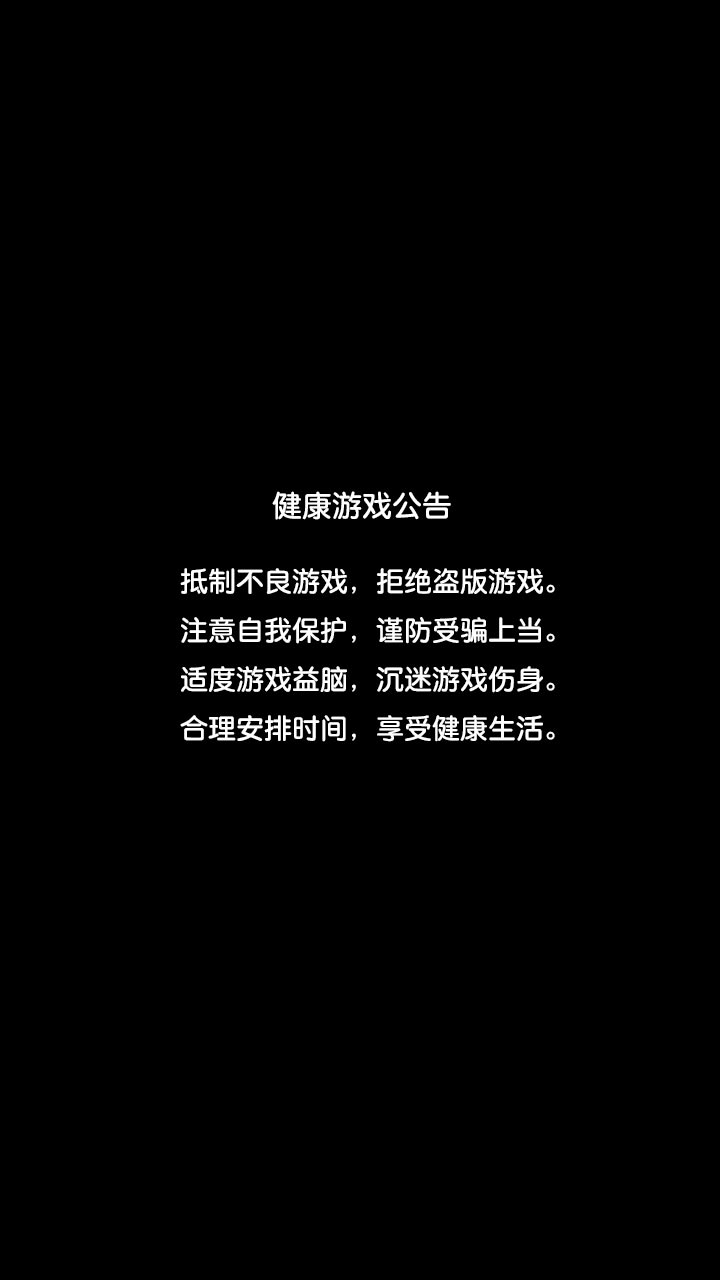 健康游戏公告
抵制不良游戏，拒绝盗版游戏。
注意自我保护，谨防受骗上当。
适度游戏益脑，沉迷游戏伤身。
合理安排时间，享受健康生活。